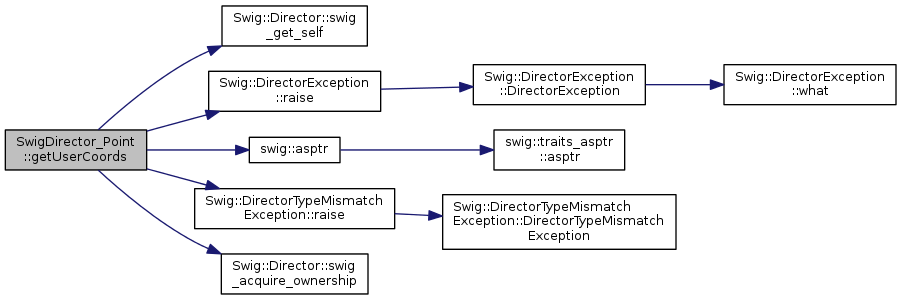 SwigDirector_Point
::getUserCoords
Swig::Director::swig
_get_self
Swig::DirectorException
::raise
Swig::DirectorException
::DirectorException
Swig::DirectorException
::what
swig::asptr
swig::traits_asptr
::asptr
Swig::DirectorTypeMismatch
Exception::raise
Swig::DirectorTypeMismatch
Exception::DirectorTypeMismatch
Exception
Swig::Director::swig
_acquire_ownership